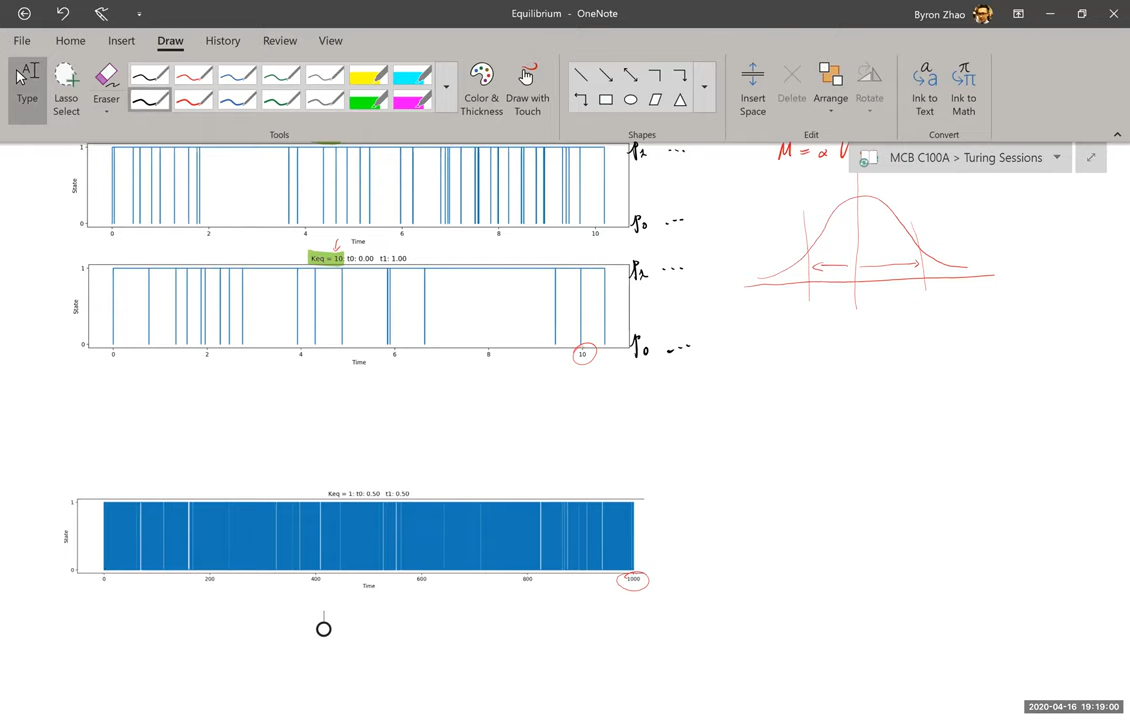 Equilibrium - OneNote
Byron Zhao
File Home Insert Draw History Review View
Type
Lasso Select
Eraser
Color & Thickness
Draw with Touch
Insert Space
Delete
Arrange
Rotate
Ink to Text
Ink to Math
Tools
Shapes
Edit
Convert
MCB C100A > Turing Sessions
M = α
1
State
0
0 2 4 6 8 10
Time
p₀ ...
Keq = 10: t0: 0.00 t1: 1.00
1
State
0
0 2 4 6 8 10
Time
p₀ ...
Keq = 1: t0: 0.50 t1: 0.50
1
State
0
0 200 400 600 800 1000
Time
2020-04-16 19:19:00